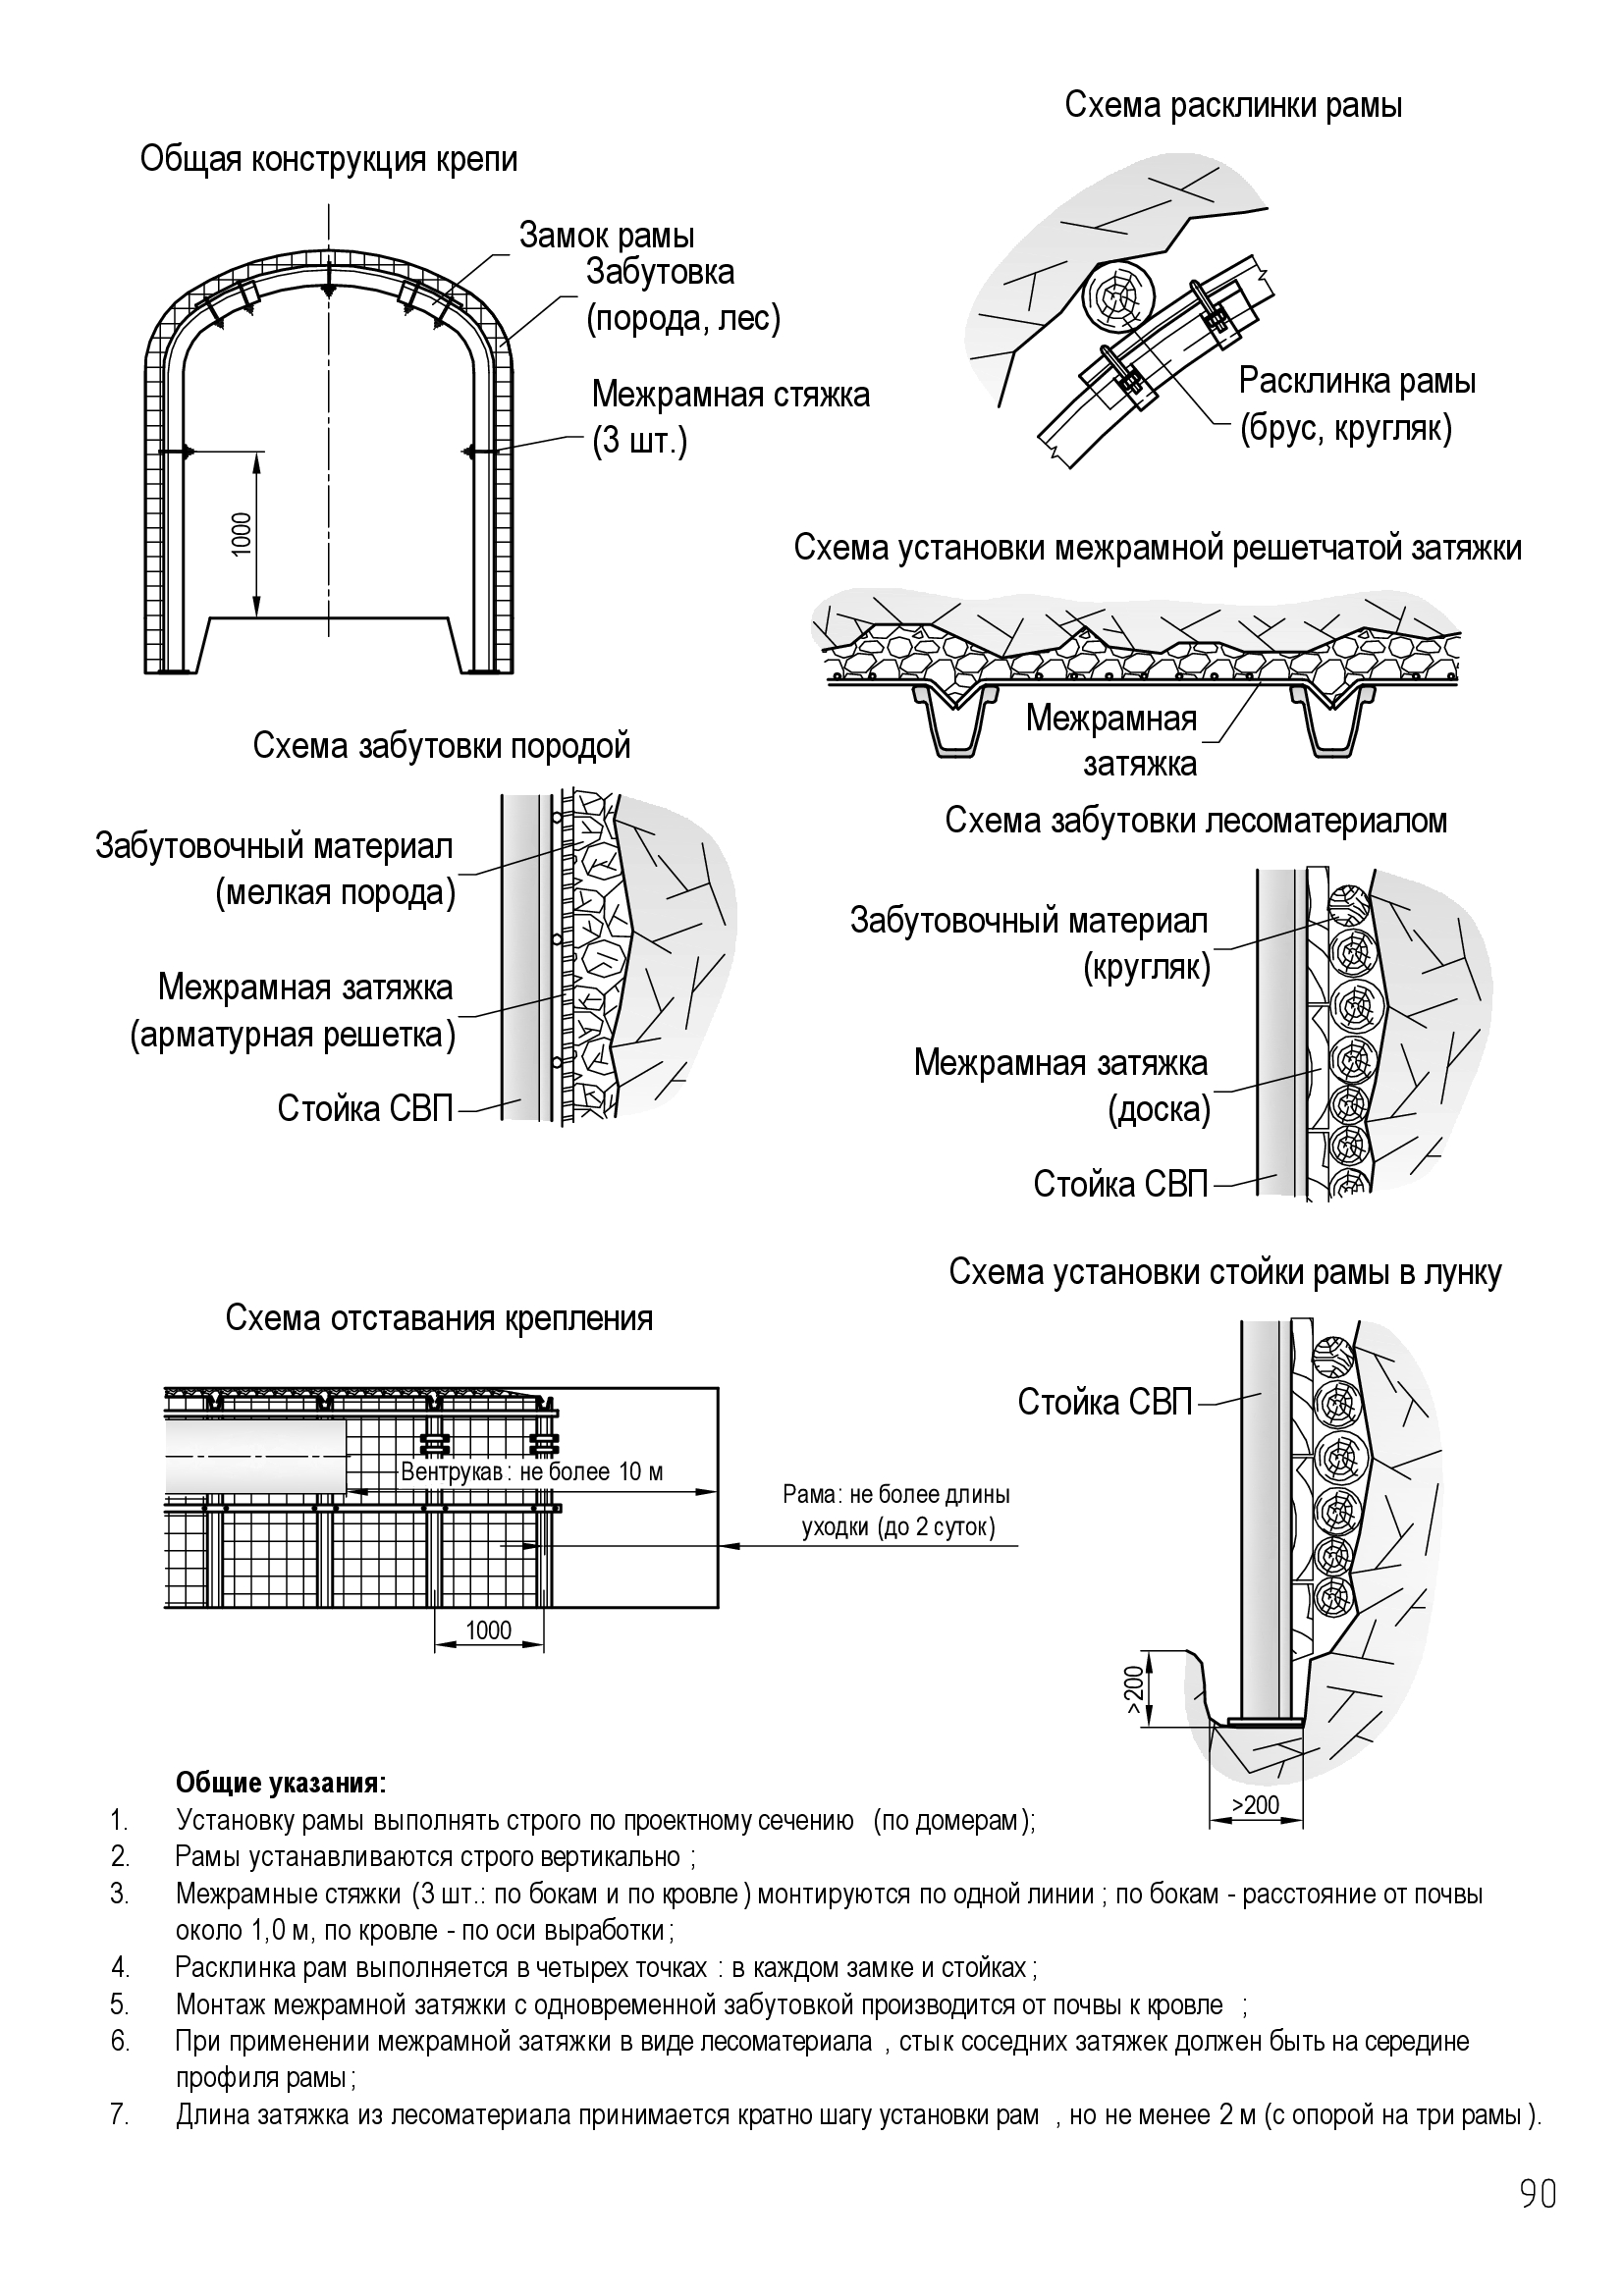 Схема расклинки рамы
Общая конструкция крепи
Замок рамы
Забутовка
(порода, лес)
Межрамная стяжка
(3 шт.)
1000
Расклинка рамы
(брус, кругляк)
Схема установки межрамной решетчатой затяжки
Межрамная
затяжка
Схема забутовки породой
Забутовочный материал
(мелкая порода)
Межрамная затяжка
(арматурная решетка)
Стойка СВП
Схема забутовки лесоматериалом
Забутовочный материал
(кругляк)
Межрамная затяжка
(доска)
Стойка СВП
Схема отставания крепления
Вентрукав: не более 10 м
Рама: не более длины
уходки (до 2 суток)
1000
Схема установки стойки рамы в лунку
Стойка СВП
>200
>200
Общие указания:
1. Установку рамы выполнять строго по проектному сечению (по домерам);
2. Рамы устанавливаются строго вертикально ;
3. Межрамные стяжки (3 шт.: по бокам и по кровле) монтируются по одной линии ; по бокам - расстояние от почвы
около 1,0 м, по кровле - по оси выработки ;
4. Расклинка рам выполняется в четырех точках : в каждом замке и стойках ;
5. Монтаж межрамной затяжки с одновременной забутовкой производится от почвы к кровле ;
6. При применении межрамной затяжки в виде лесоматериала , стык соседних затяжек должен быть на середине
профиля рамы ;
7. Длина затяжка из лесоматериала принимается кратно шагу установки рам , но не менее 2 м (с опорой на три рамы ).
90